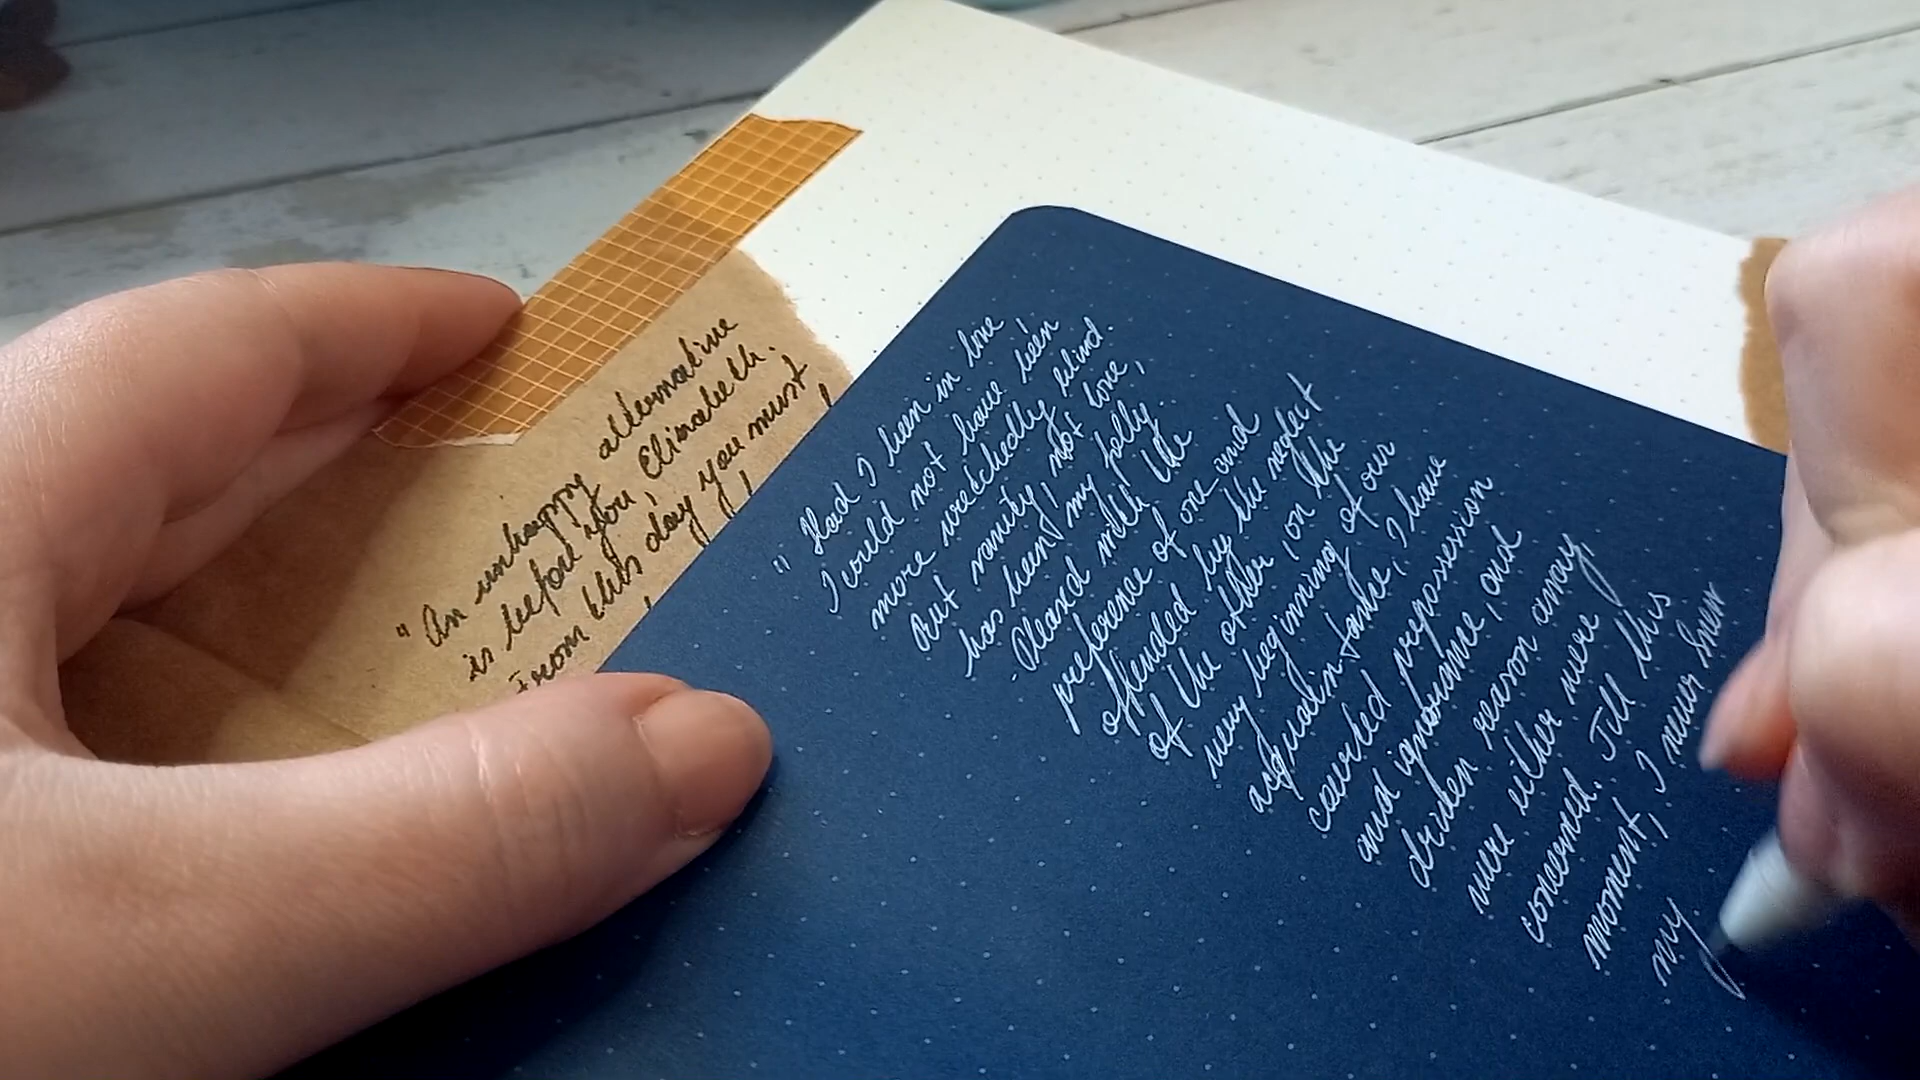 "An unhappy alternative
is before you, Elizabeth.
From this day you must
"Had I been in love
I could not have been
more wretchedly blind.
But vanity, not love,
has been my folly.
-Pleased with the
preference of one and
offended by the neglect
of the other, on the
very beginning of our
acquaintance, I have
courted prepossession
and ignorance, and
driven reason away,
were either were
concerned. Till this
moment, I never knew
my